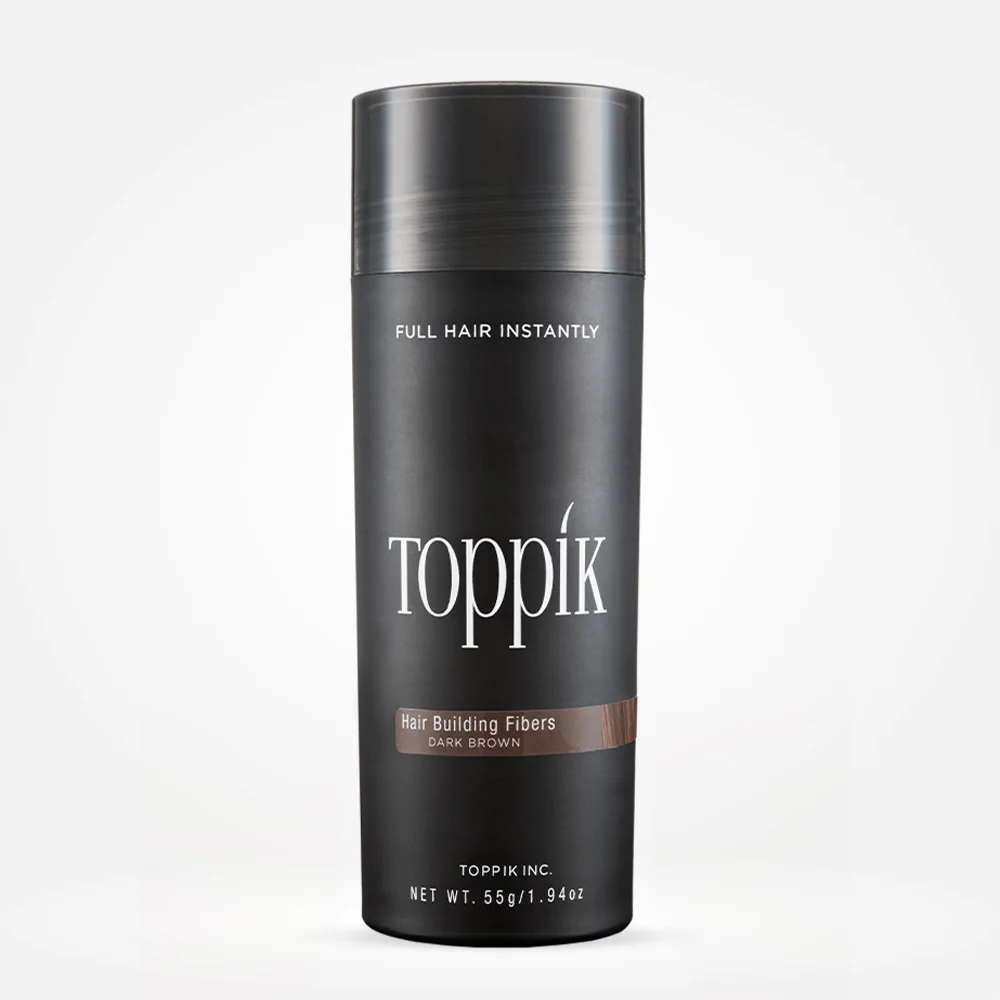 FULL HAIR INSTANTLY
Toppik
Hair Building Fibers
DARK BROWN
TOPPIK INC.
NET WT. 55g/1.94oz